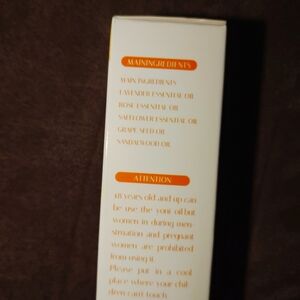 MAININGREDIENTS
MAIN INGREDIENTS
LAVENDER ESSENTIAL OIL
ROSE ESSENTIAL OIL
SAFFLOWER ESSENTIAL OIL
GRAPE SEED OIL
SANDALWOOD OIL
ATTENTION
18 years old and up can
be use the yoni oil but
women in during men-
struation and pregnant
women are prohibited
from using it.
Please put in a cool
place where your chil
dren can't touch